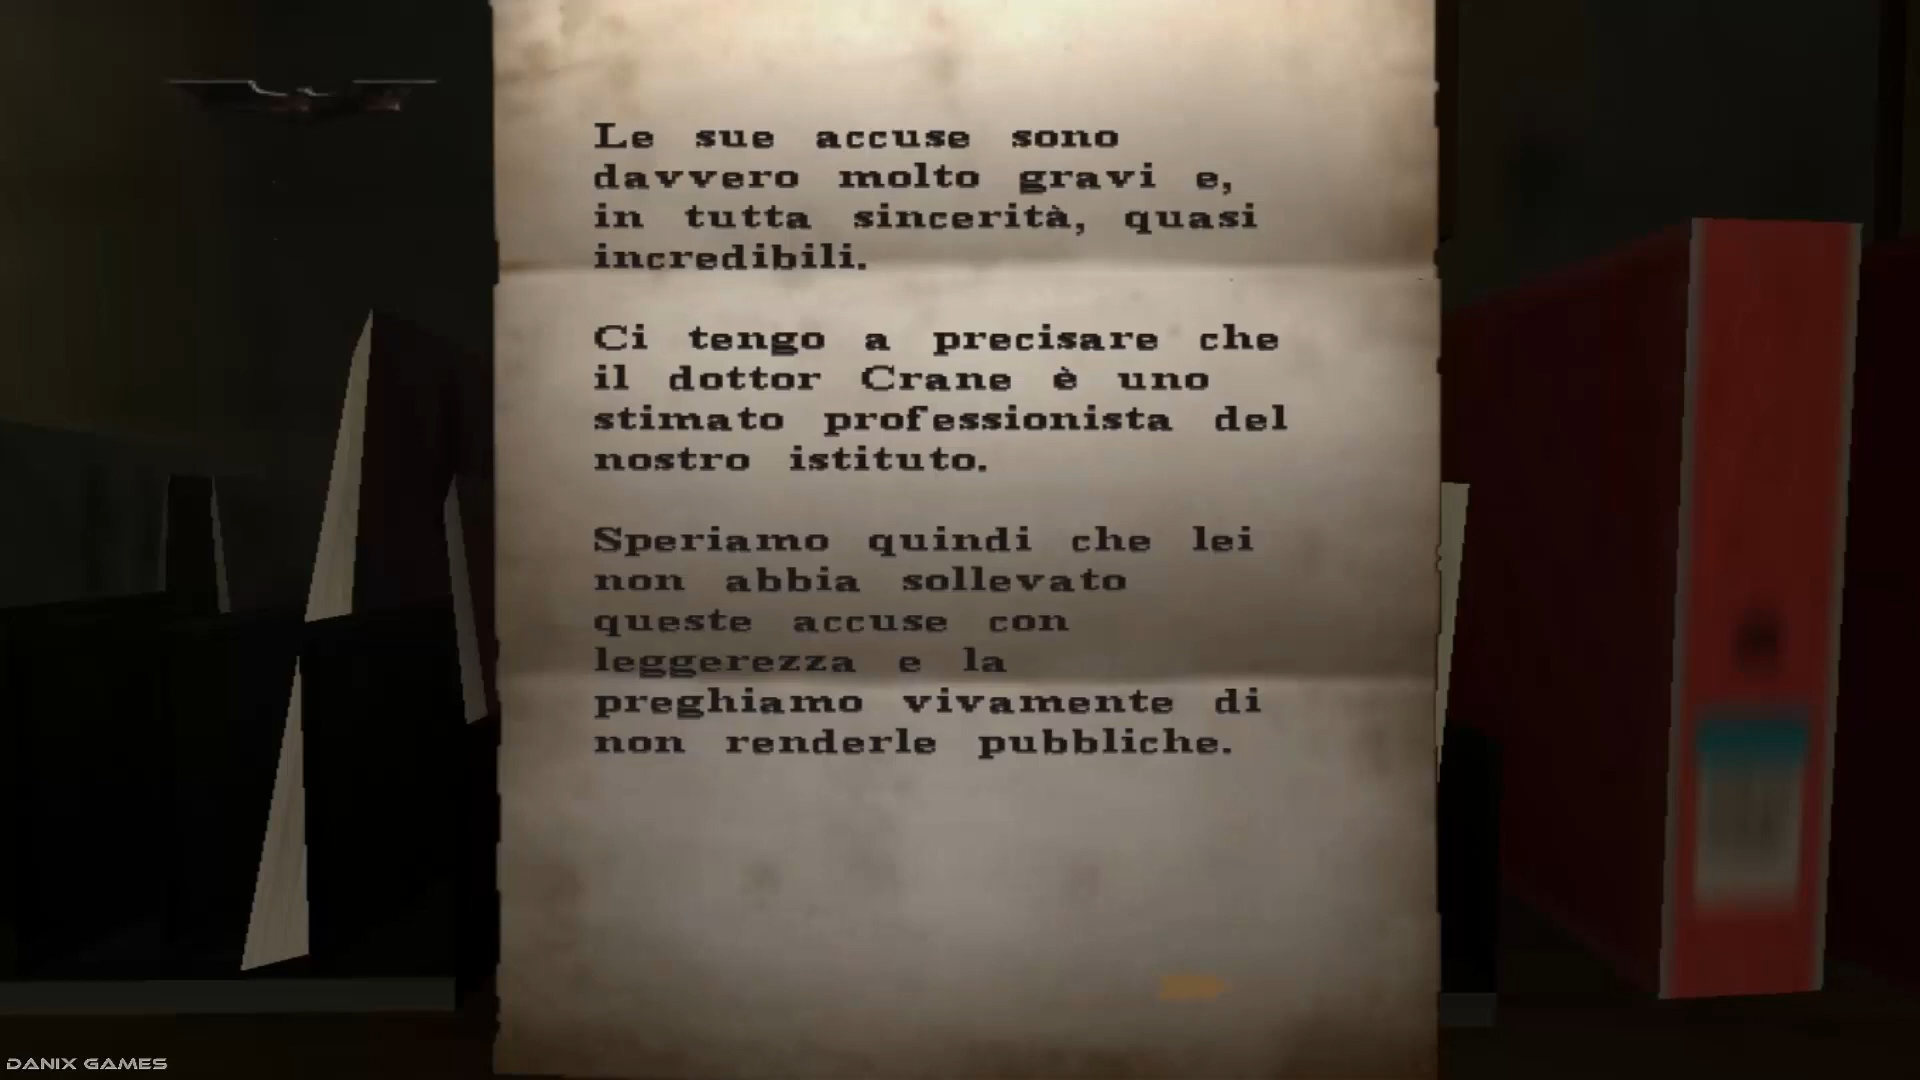 Le sue accuse sono
davvero molto gravi e,
in tutta sincerità, quasi
incredibili.
Ci tengo a precisare che
il dottor Crane è uno
stimato professionista del
nostro istituto.
Speriamo quindi che lei
non abbia sollevato
queste accuse con
leggerezza e la
preghiamo vivamente di
non renderle pubbliche.
DANIX GAMES